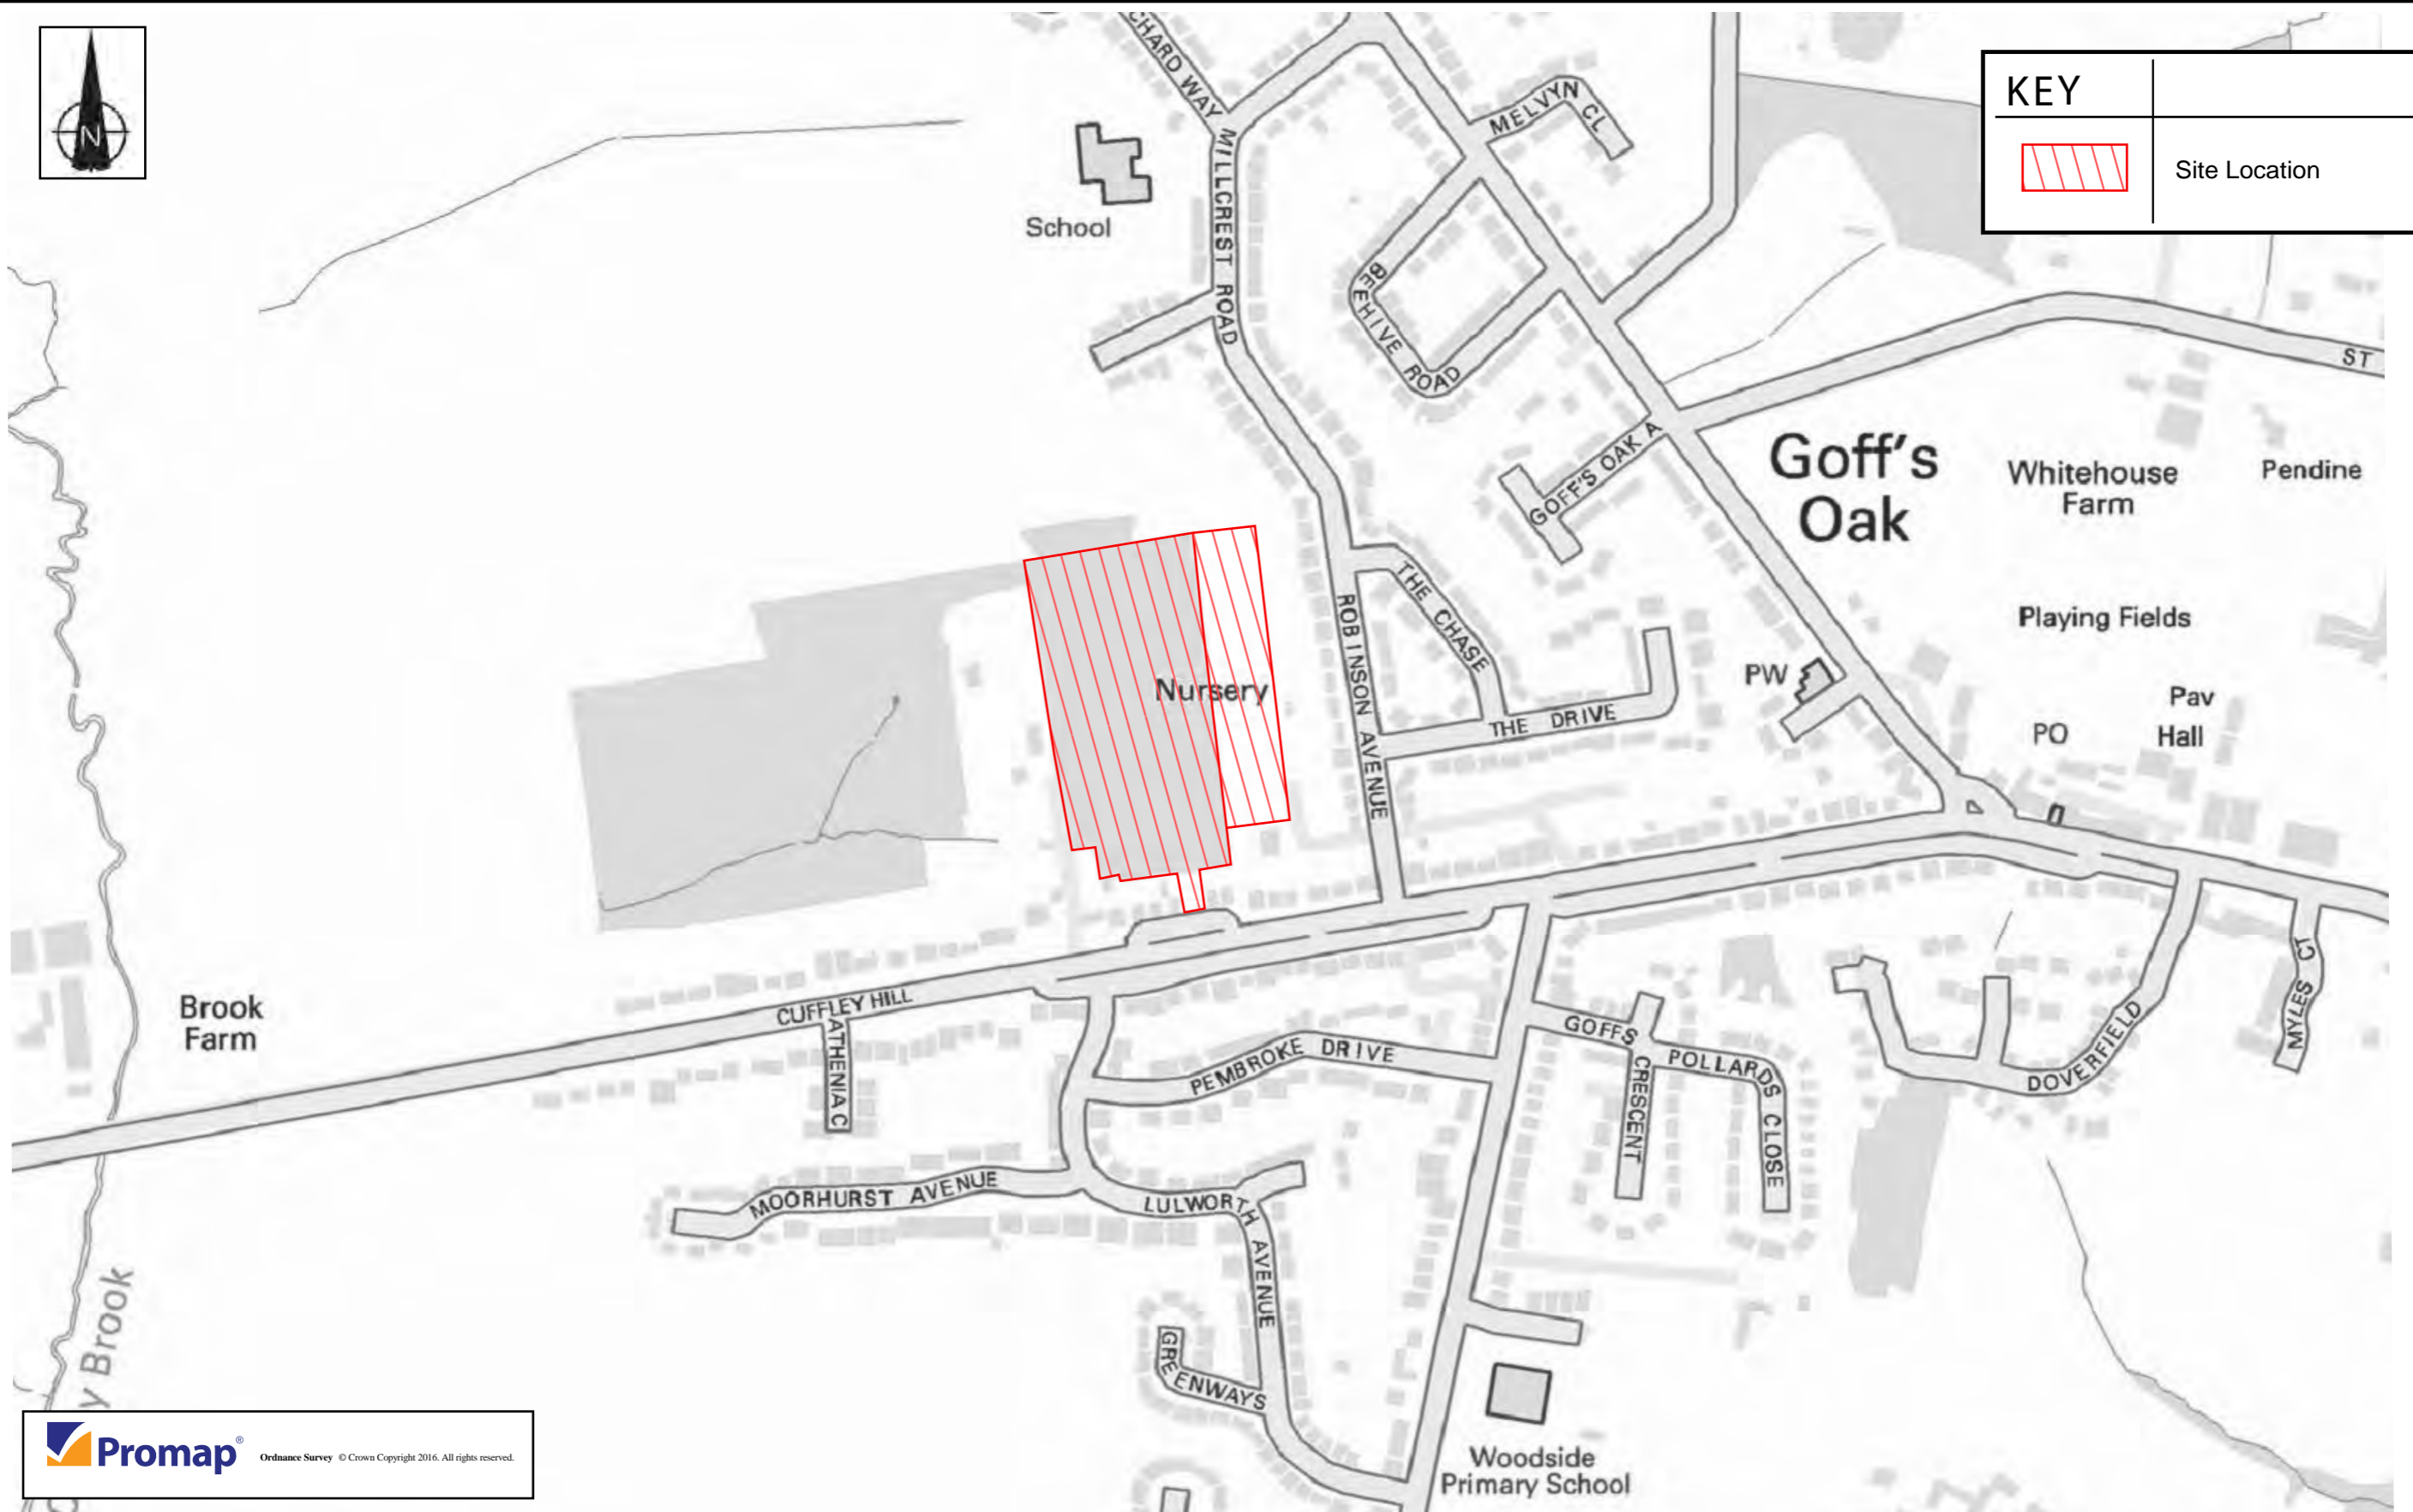 N
KEY
Site Location
CHARD WAY
MILLCREST ROAD
School
MELVYN CL
BEEHIVE ROAD
GOFF'S OAK A
ST
Goff's
Oak
Whitehouse
Farm
Pendine
Playing Fields
PW
Pav
PO
Hall
THE CHASE
ROBINSON AVENUE
THE DRIVE
Nursery
Brook
Farm
CUFFLEY HILL
ATHENIA C
PEMBROKE DRIVE
GOFFS CRESCENT
POLLARDS CLOSE
DOVERFIELD
MYLES CT
MOORHURST AVENUE
LULWORTH AVENUE
GREENWAYS
y Brook
Woodside
Primary School
Promap®
Ordnance Survey © Crown Copyright 2016. All rights reserved.